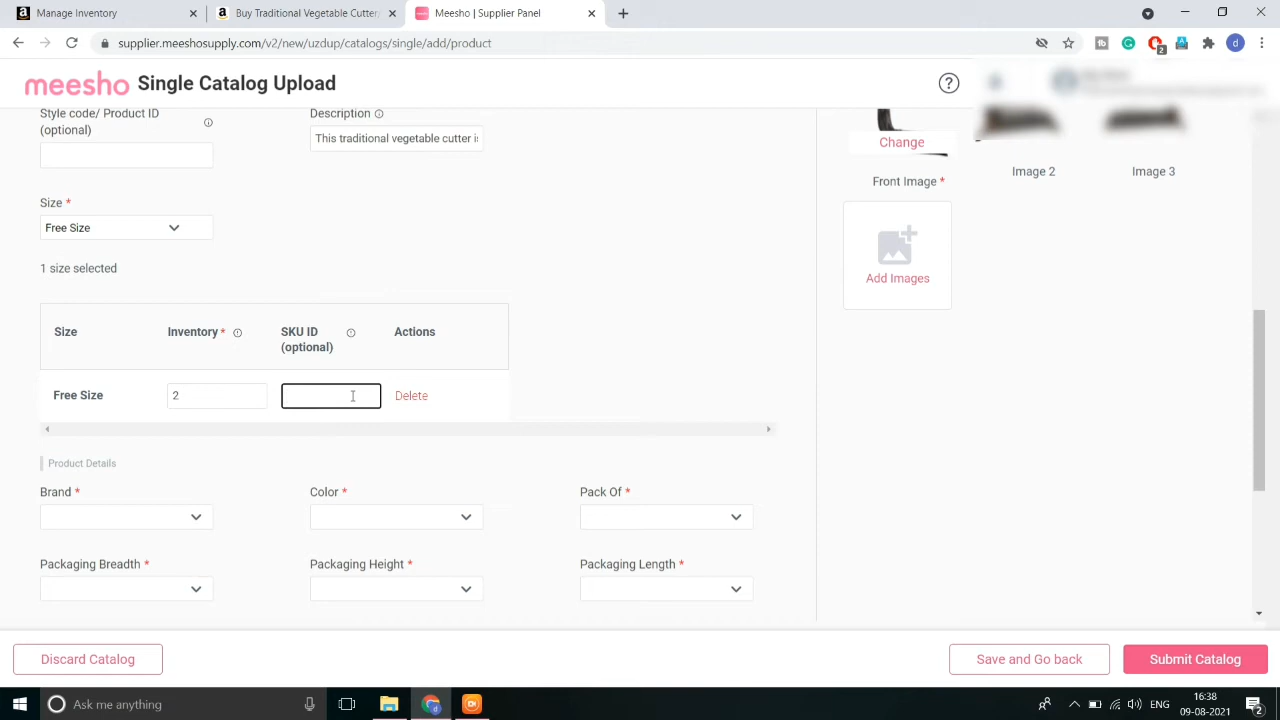 Manage Inventory
Buy Traditional Vegetable Cutter
Meesho | Supplier Panel
supplier.meeshosupply.com/v2/new/uzdup/catalogs/single/add/product
meesho Single Catalog Upload
Style code/ Product ID
(optional)
Description
This traditional vegetable cutter i
Change
Front Image *
Image 2
Image 3
Add Images
Size *
Free Size
1 size selected
Size
Inventory *
SKU ID
(optional)
Actions
Free Size
2
Delete
Product Details
Brand *
Color *
Pack Of *
Packaging Breadth *
Packaging Height *
Packaging Length *
Discard Catalog
Save and Go back
Submit Catalog
Ask me anything
ENG
16:38
09-08-2021
2